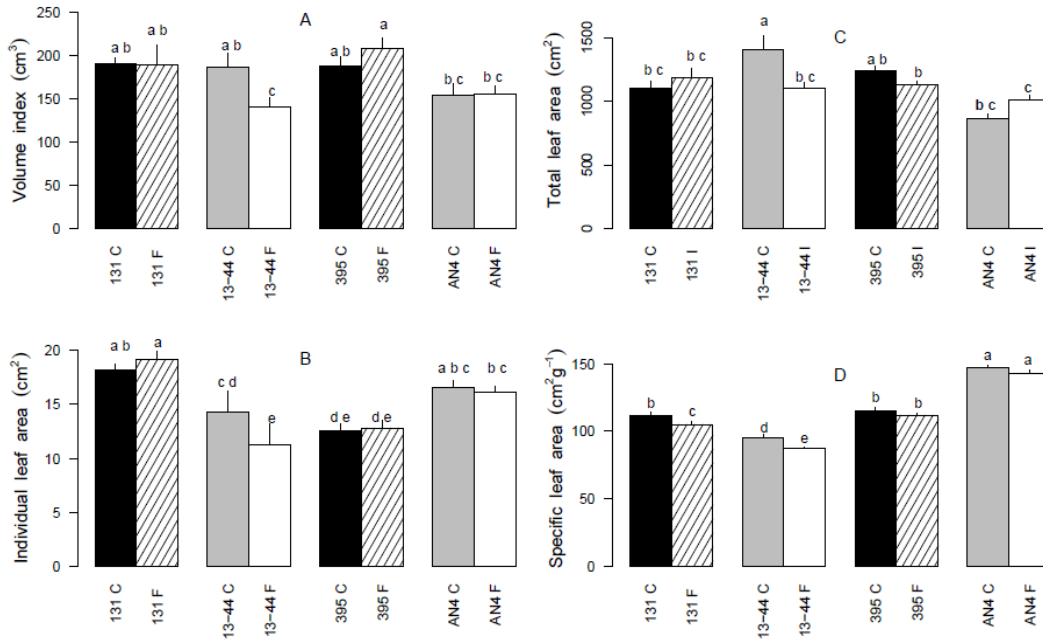 A
Volume index (cm³)
250
200
150
100
50
0
a b
a b
a b
c
a b
a
b c
b c
131 C
131 F
13−44 C
13−44 F
395 C
395 F
AN4 C
AN4 F
C
Total leaf area (cm²)
1500
1000
500
0
b c
b c
a
b c
a b
b
b c
b c
131 C
131 I
13−44 C
13−44 I
395 C
395 I
AN4 C
AN4 I
B
Individual leaf area (cm²)
20
15
10
5
0
a b
a
c d
e
d e
d e
a b c
b c
131 C
131 F
13−44 C
13−44 F
395 C
395 F
AN4 C
AN4 F
D
Specific leaf area (cm²g⁻¹)
150
100
50
0
b
c
d
e
b
b
a
a
131 C
131 F
13−44 C
13−44 F
395 C
395 F
AN4 C
AN4 F